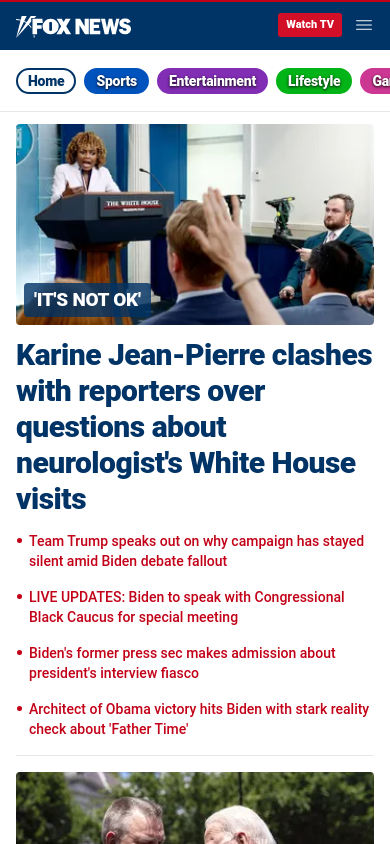 FOX NEWS
Watch TV
Home
Sports
Entertainment
Lifestyle
Ga
THE WHITE HOUSE
'IT'S NOT OK'
Karine Jean-Pierre clashes
with reporters over
questions about
neurologist's White House
visits
Team Trump speaks out on why campaign has stayed
silent amid Biden debate fallout
LIVE UPDATES: Biden to speak with Congressional
Black Caucus for special meeting
Biden's former press sec makes admission about
president's interview fiasco
Architect of Obama victory hits Biden with stark reality
check about 'Father Time'